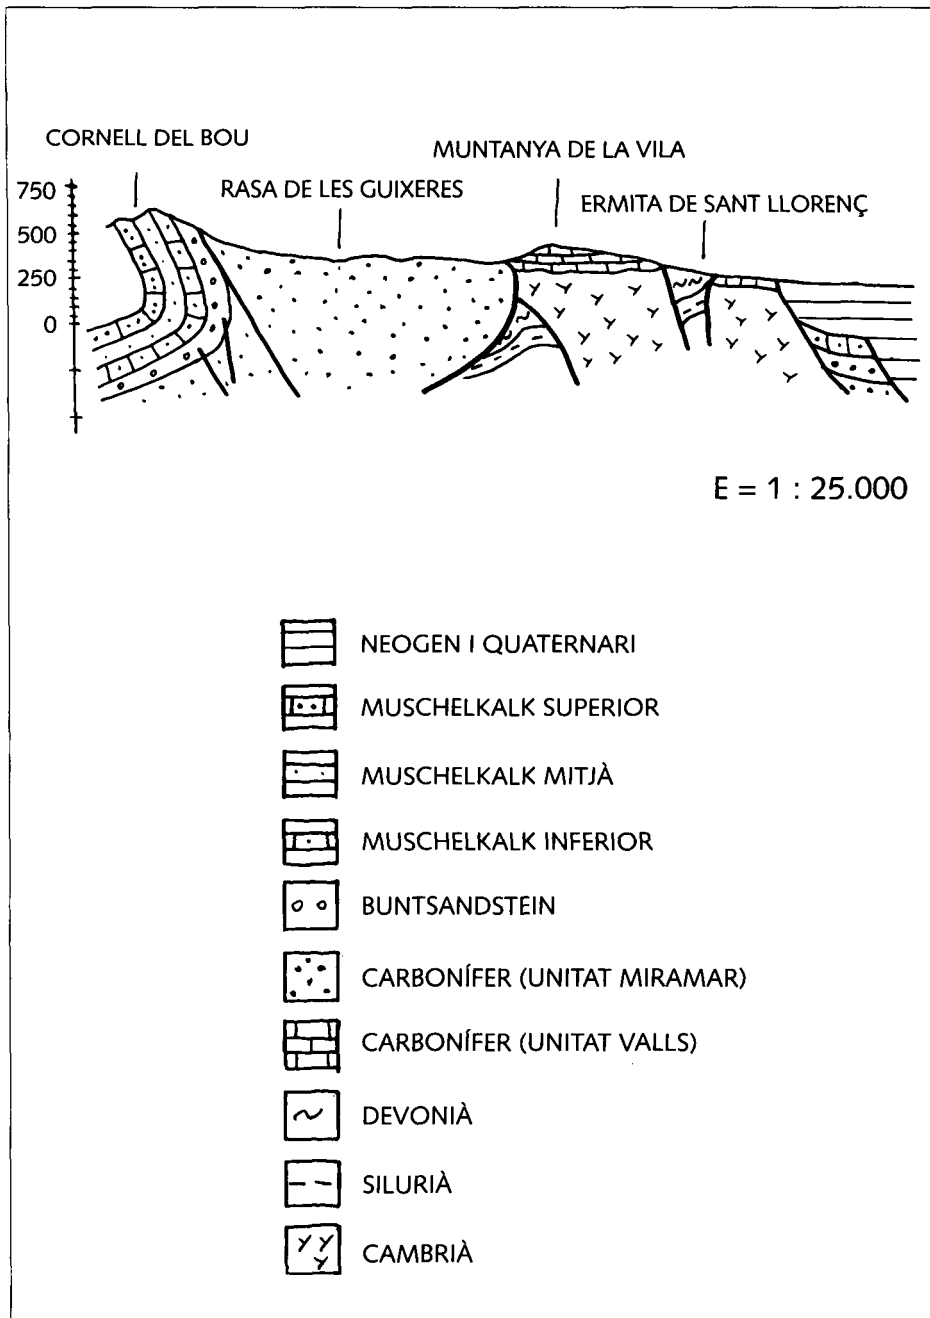 CORNELL DEL BOU
MUNTANYA DE LA VILA
RASA DE LES GUIXERES
ERMITA DE SANT LLORENÇ
750
500
250
0
E = 1 : 25.000
NEOGEN I QUATERNARI
MUSCHELKALK SUPERIOR
MUSCHELKALK MITJÀ
MUSCHELKALK INFERIOR
BUNTSANDSTEIN
CARBONÍFER (UNITAT MIRAMAR)
CARBONÍFER (UNITAT VALLS)
DEVONIÀ
SILURIÀ
CAMBRIÀ